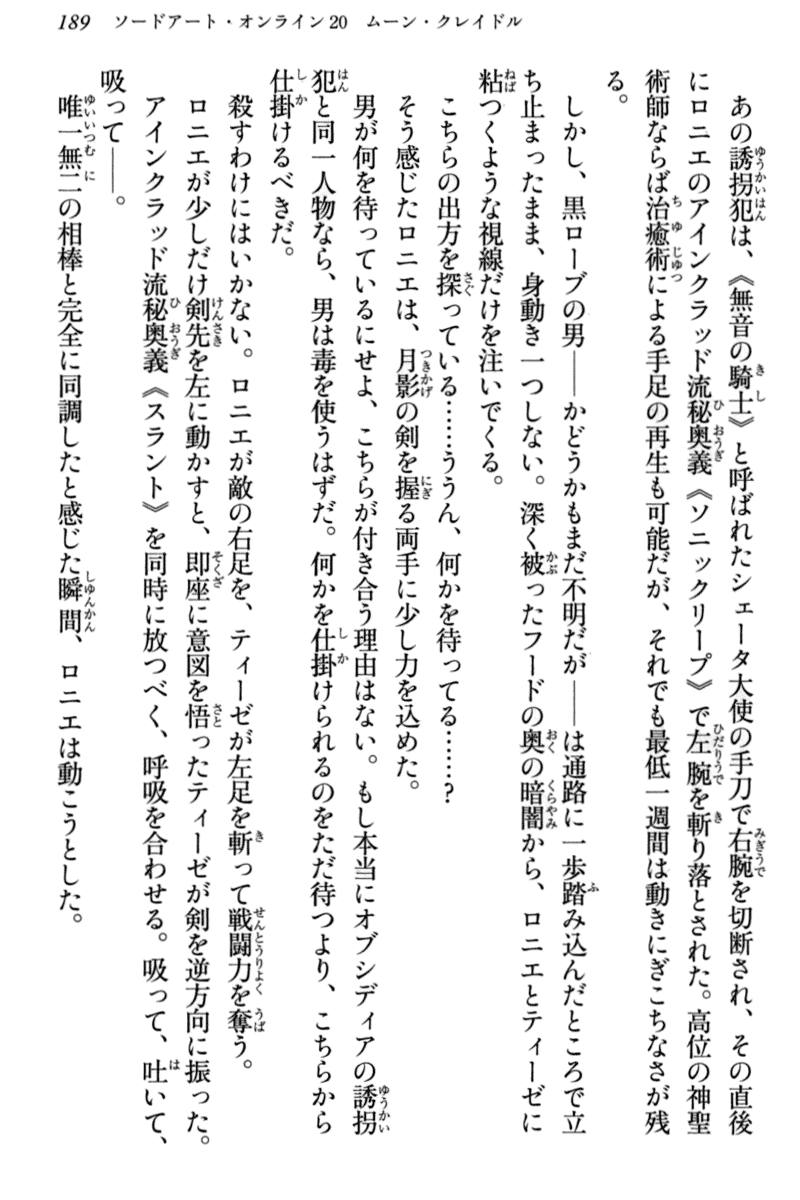 189 ソードアート・オンライン20 ムーン・クレイドル
あの誘拐犯は、《無音の騎士》と呼ばれたシェータ大使の手刀で右腕を切断され、その直後
にロニエのアインクラッド流秘奥義《ソニックリープ》で左腕を斬り落とされた。高位の神聖
術師ならば治癒術による手足の再生も可能だが、それでも最低一週間は動きにぎこちなさが残
る。
しかし、黒ローブの男――かどうかもまだ不明だが――は通路に一歩踏み込んだところで立
ち止まったまま、身動き一つしない。深く被ったフードの奥の暗闇から、ロニエとティーゼに
粘つくような視線だけを注いでくる。
こちらの出方を探っている……ううん、何かを待ってる……?
そう感じたロニエは、月影の剣を握る両手に少し力を込めた。
男が何を待っているにせよ、こちらが付き合う理由はない。もし本当にオブシディアの誘拐
犯と同一人物なら、男は毒を使うはずだ。何かを仕掛けられるのをただ待つより、こちらから
仕掛けるべきだ。
殺すわけにはいかない。ロニエが敵の右足を、ティーゼが左足を斬って戦闘力を奪う。
ロニエが少しだけ剣先を左に動かすと、即座に意図を悟ったティーゼが剣を逆方向に振った。
アインクラッド流秘奥義《スラント》を同時に放つべく、呼吸を合わせる。吸って、吐いて、
吸って――。
唯一無二の相棒と完全に同調したと感じた瞬間、ロニエは動こうとした。